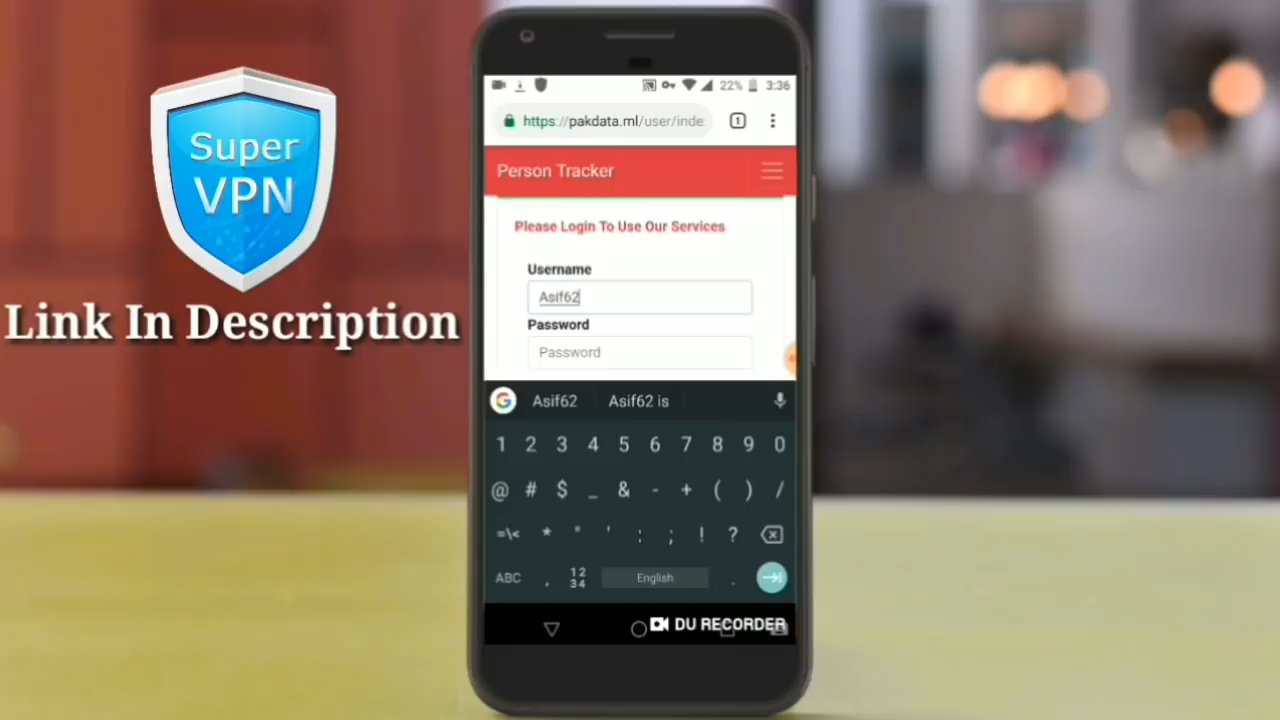 Super
VPN
Link In Description
22% 3:36
https://pakdata.ml/user/inde
1
Person Tracker
Please Login To Use Our Services
Username
Asif62
Password
Password
G Asif62 Asif62 is
1 2 3 4 5 6 7 8 9 0
@ # $ _ & - + ( ) /
=\< * " ' : ; ! ?
ABC , 12 34 English .
DU RECORDER